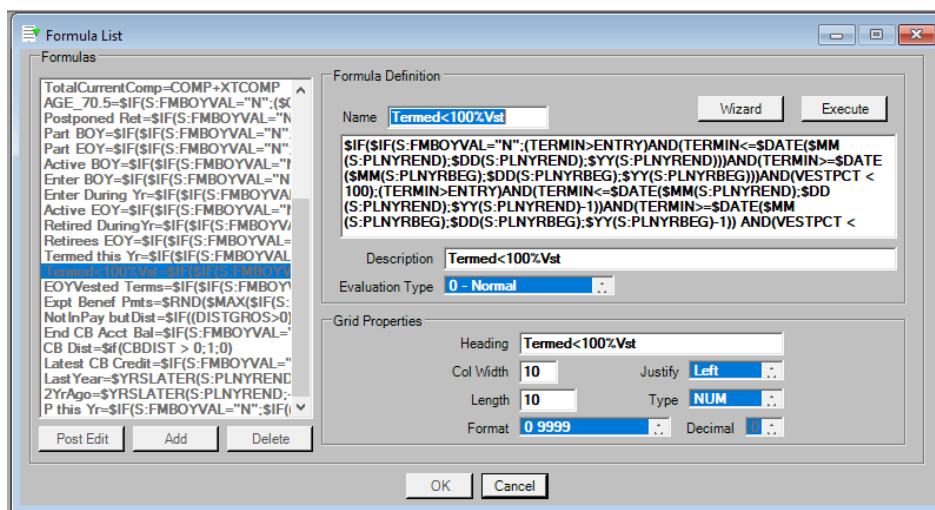 Formula List
Formulas
TotalCurrentComp=COMP+XTCOMP
AGE_70.5=$IF(S:FMBOYVAL="N";($(
Postponed Ret=$IF(S:FMBOYVAL="N
Part BOY=$IF($IF(S:FMBOYVAL="N"
Part EOY=$IF($IF(S:FMBOYVAL="N"
Active BOY=$IF($IF(S:FMBOYVAL="I
Enter BOY=$IF($IF(S:FMBOYVAL="N
Enter During Yr=$IF($IF(S:FMBOYVAL
Active EOY=$IF($IF(S:FMBOYVAL="I
Retired DuringYr=$IF($IF(S:FMBOYV
Retirees EOY=$IF($IF(S:FMBOYVAL=
Termed this Yr=$IF($IF(S:FMBOYVAL
Termed<100%Vst=$IF($IF(S:FMBOYV
EOYVested Terms=$IF($IF(S:FMBOYV
Expt Benef Pmts=$RND($MAX($IF(S:
NotInPay butDist=$IF((DISTGROS>0)
End CB Acct Bal=$IF(S:FMBOYVAL="
CB Dist=$if(CBDIST > 0;1;0)
Latest CB Credit=$IF(S:FMBOYVAL="
LastYear=$YRSLATER(S:PLNYREND
2YrAgo=$YRSLATER(S:PLNYREND;-
P this Yr=$IF(S:FMBOYVAL="N";$IF(
Post Edit Add Delete
Formula Definition
Name Termed<100%Vst Wizard Execute
$IF($IF(S:FMBOYVAL="N";(TERMIN>ENTRY)AND(TERMIN<=$DATE($MM
(S:PLNYREND);$DD(S:PLNYREND);$YY(S:PLNYREND)))AND(TERMIN>=$DATE
($MM(S:PLNYRBEG);$DD(S:PLNYRBEG);$YY(S:PLNYRBEG)))AND(VESTPCT <
100);(TERMIN>ENTRY)AND(TERMIN<=$DATE($MM(S:PLNYREND);$DD
(S:PLNYREND);$YY(S:PLNYREND)-1))AND(TERMIN>=$DATE($MM
(S:PLNYRBEG);$DD(S:PLNYRBEG);$YY(S:PLNYRBEG)-1)) AND(VESTPCT <
Description Termed<100%Vst
Evaluation Type 0 - Normal
Grid Properties
Heading Termed<100%Vst
Col Width 10 Justify Left
Length 10 Type NUM
Format 0 9999 Decimal 0
OK Cancel